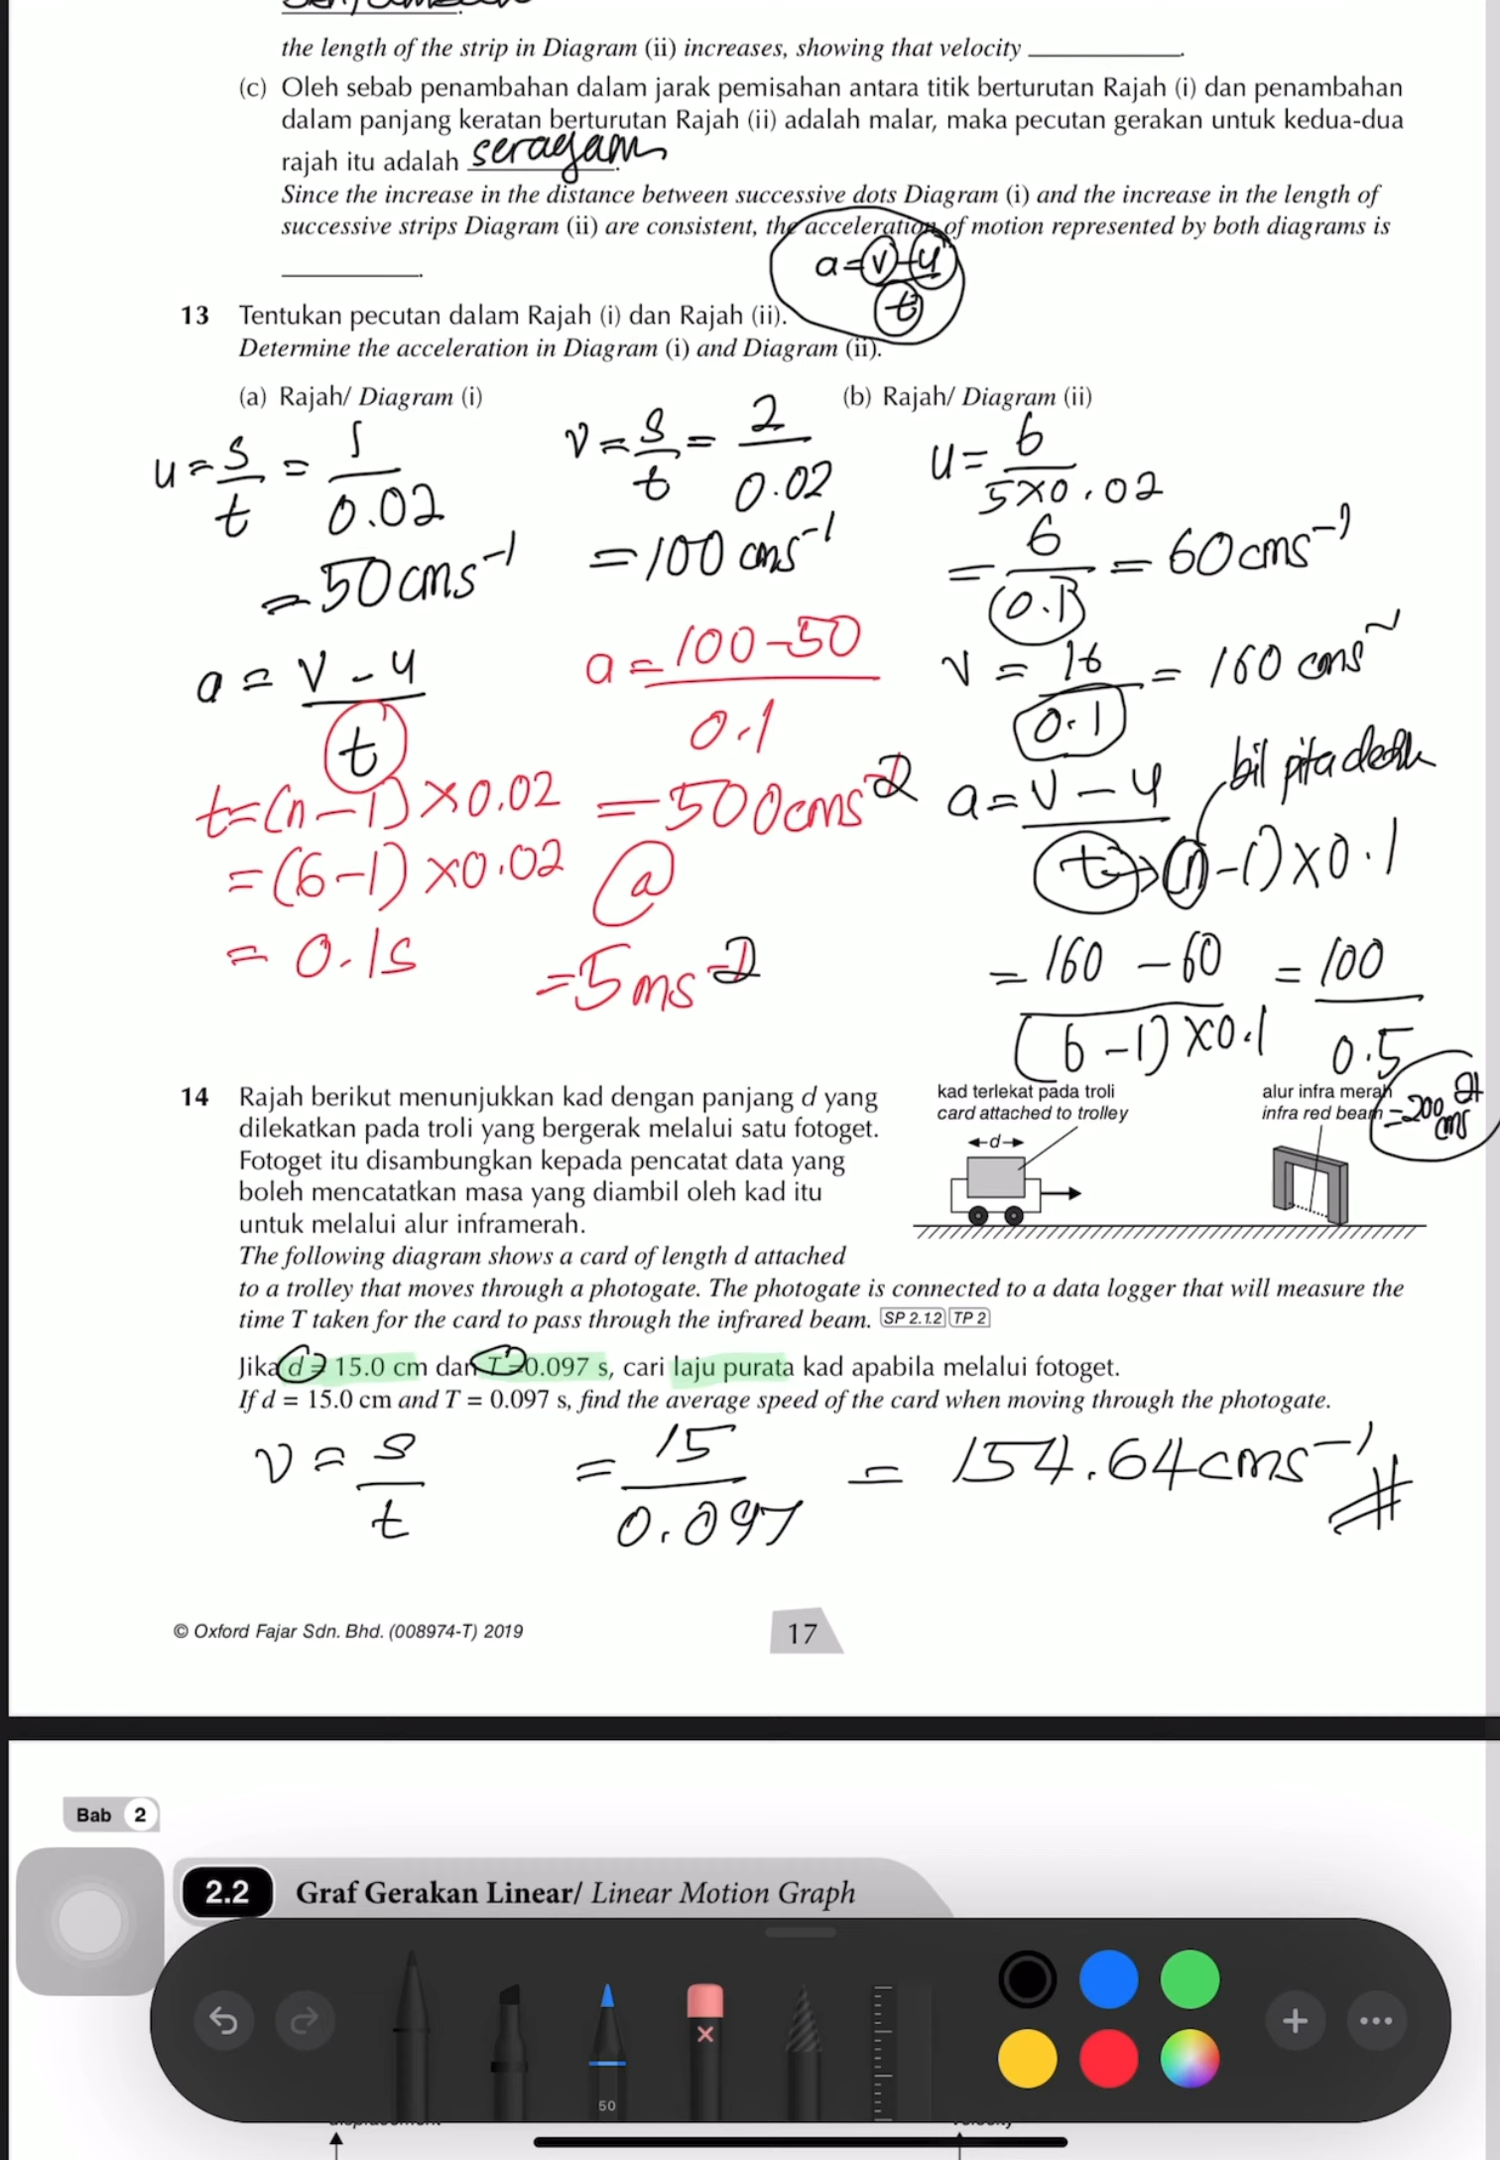 the length of the strip in Diagram (ii) increases, showing that velocity ____________.
(c) Oleh sebab penambahan dalam jarak pemisahan antara titik berturutan Rajah (i) dan penambahan
dalam panjang keratan berturutan Rajah (ii) adalah malar, maka pecutan gerakan untuk kedua-dua
rajah itu adalah seragam.
Since the increase in the distance between successive dots Diagram (i) and the increase in the length of
successive strips Diagram (ii) are consistent, the acceleration of motion represented by both diagrams is
____________.
a = v - u / t
13 Tentukan pecutan dalam Rajah (i) dan Rajah (ii).
Determine the acceleration in Diagram (i) and Diagram (ii).
(a) Rajah/ Diagram (i)
u = s/t = 1/0.02
= 50 cms⁻¹
v = s/t = 2/0.02
= 100 cms⁻¹
a = v - u / t
t = (n - 1) × 0.02
= (6 - 1) × 0.02
= 0.1s
a = 100 - 50 / 0.1
= 500 cms⁻²
@
= 5 ms⁻²
(b) Rajah/ Diagram (ii)
u = 6 / 5 × 0.02
= 6 / 0.1 = 60 cms⁻¹
v = 16 / 0.1 = 160 cms
a = v - u / t → (n - 1) × 0.1
bil pita detik
= 160 - 60 / (6 - 1) × 0.1 = 100 / 0.5
= 200 cms
14 Rajah berikut menunjukkan kad dengan panjang d yang
dilekatkan pada troli yang bergerak melalui satu fotoget.
Fotoget itu disambungkan kepada pencatat data yang
boleh mencatatkan masa yang diambil oleh kad itu
untuk melalui alur inframerah.
The following diagram shows a card of length d attached
to a trolley that moves through a photogate. The photogate is connected to a data logger that will measure the
time T taken for the card to pass through the infrared beam. SP 2.1.2 TP 2
kad terlekat pada troli
card attached to trolley
d
alur infra merah
infra red beam
Jika d = 15.0 cm dan T = 0.097 s, cari laju purata kad apabila melalui fotoget.
If d = 15.0 cm and T = 0.097 s, find the average speed of the card when moving through the photogate.
v = s/t = 15/0.097 = 154.64 cms⁻¹ #
© Oxford Fajar Sdn. Bhd. (008974-T) 2019
17
Bab 2
2.2 Graf Gerakan Linear/ Linear Motion Graph
50